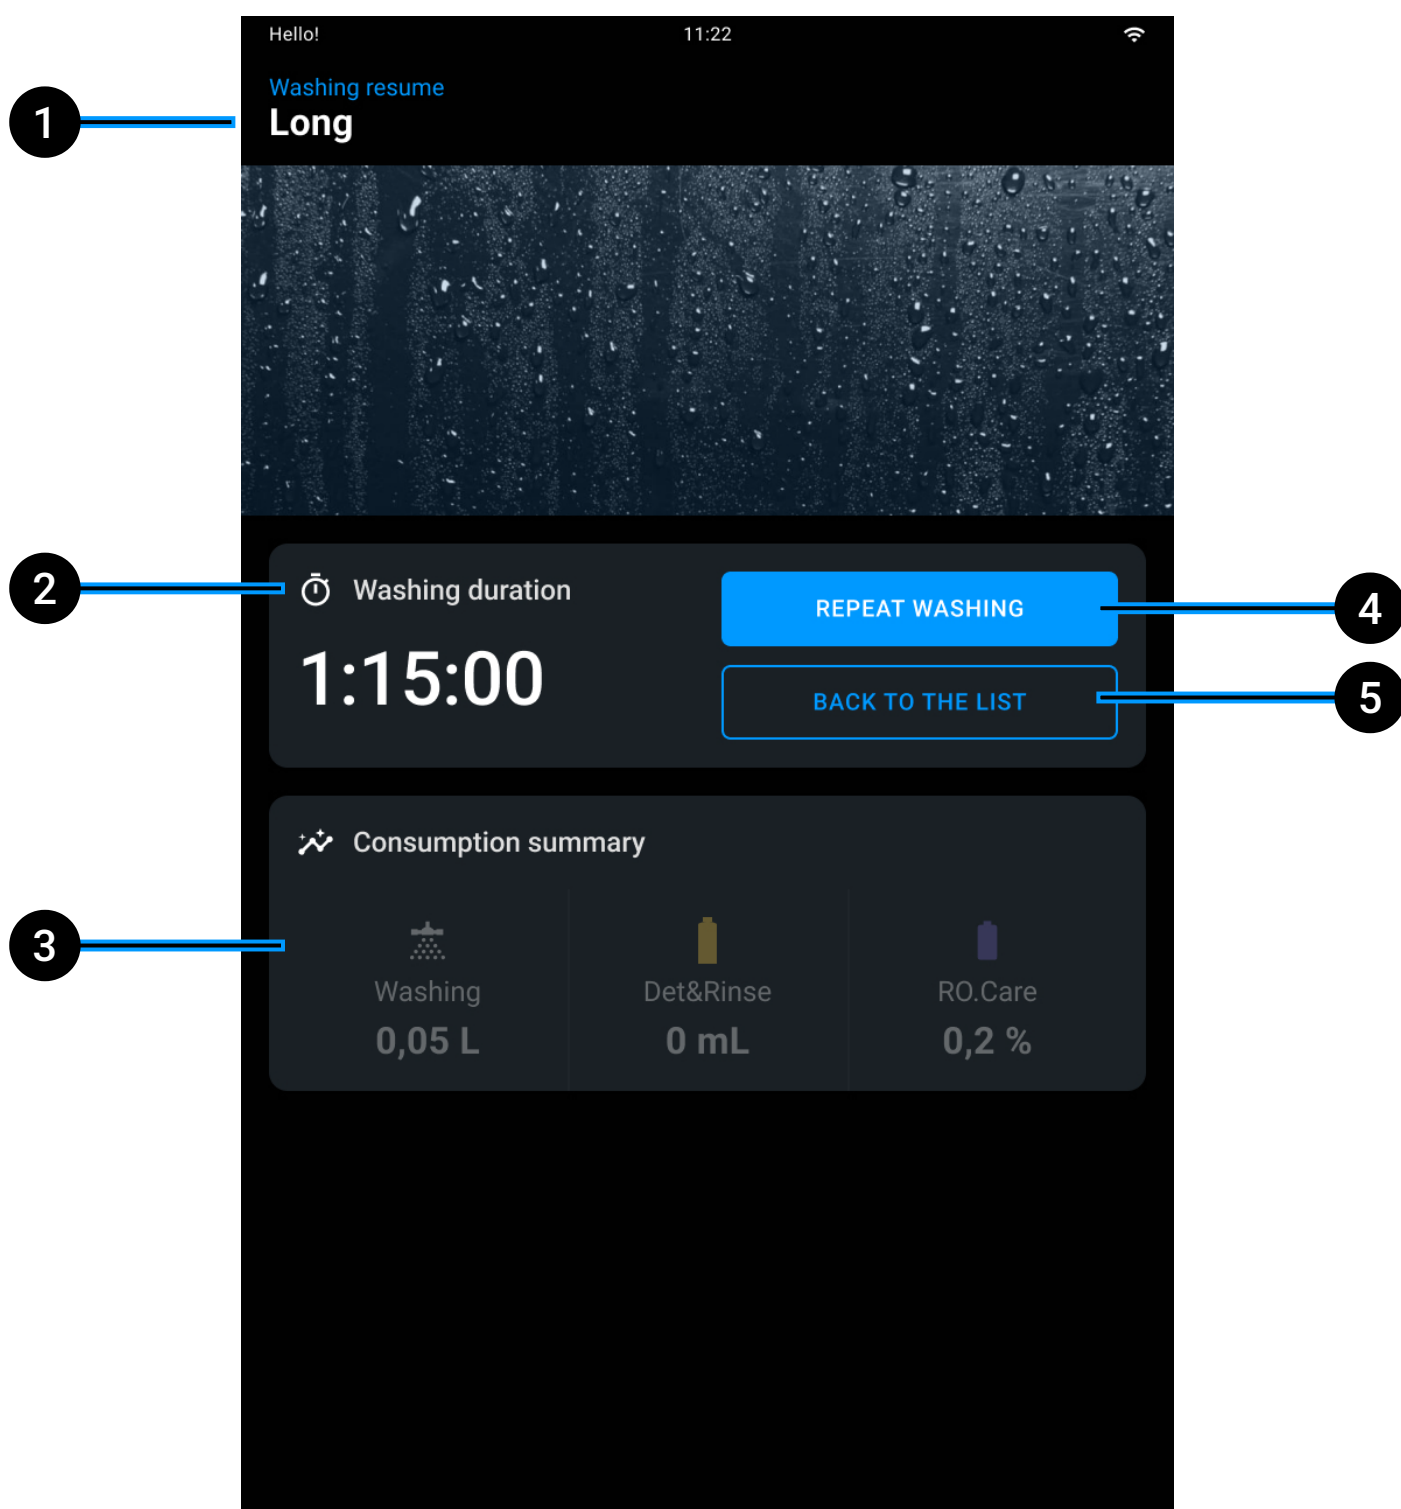 Hello! 11:22
Washing resume
1 Long
2 Washing duration
REPEAT WASHING 4
1:15:00
BACK TO THE LIST 5
Consumption summary
3
Washing Det&Rinse RO.Care
0,05 L 0 mL 0,2 %